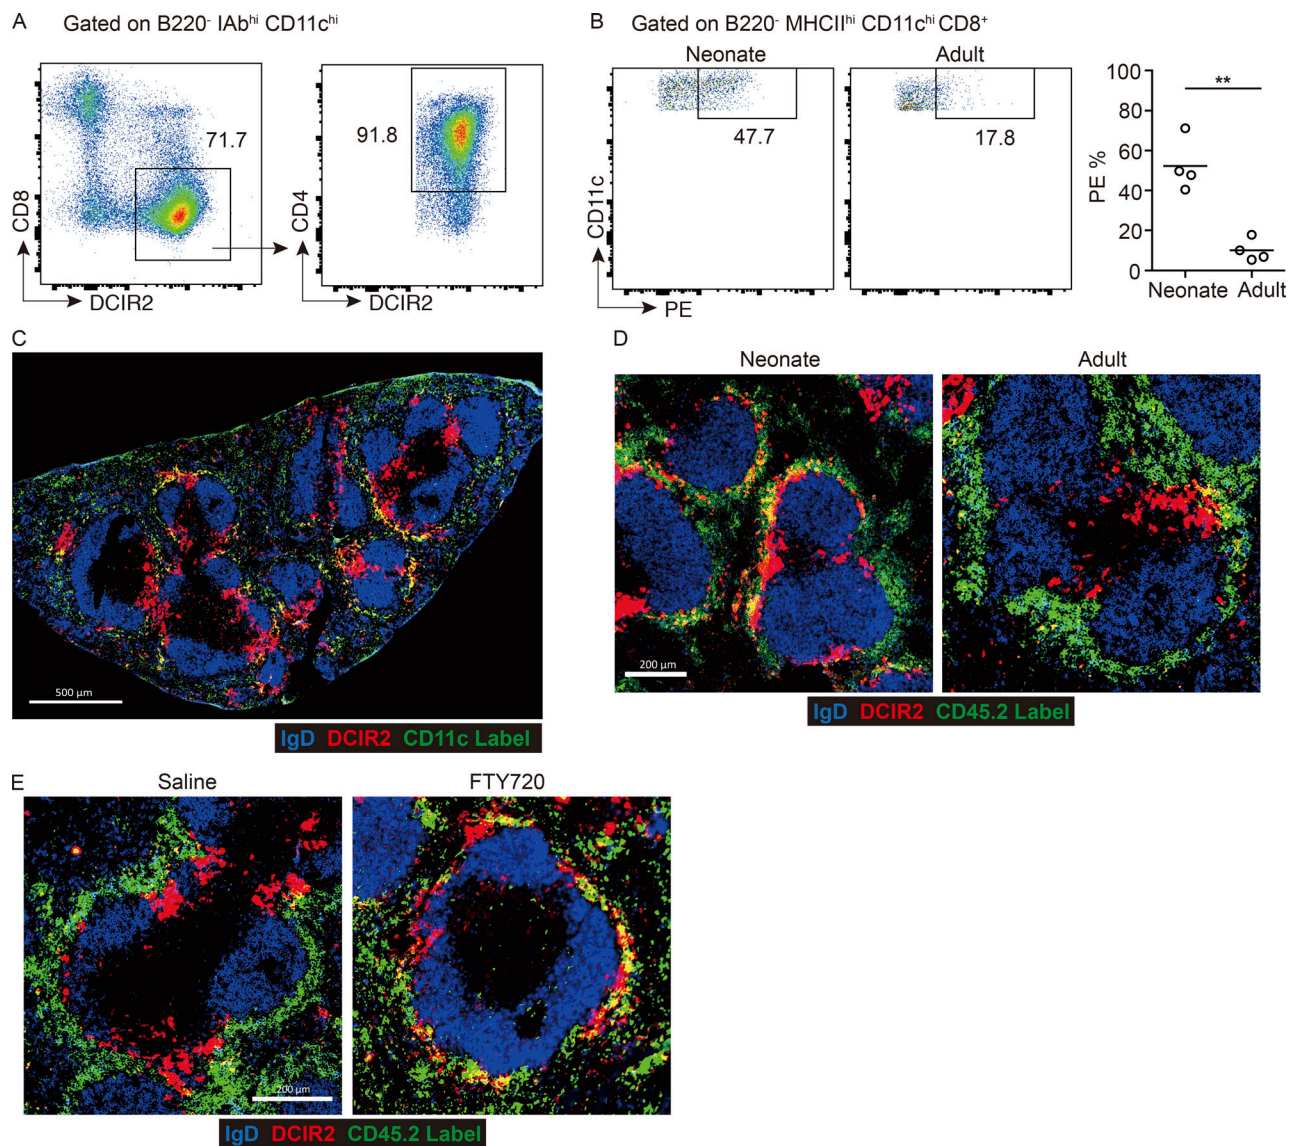 A Gated on B220⁻ IAbʰⁱ CD11cʰⁱ
71.7
CD8
DCIR2
91.8
CD4
DCIR2
B Gated on B220⁻ MHCIIʰⁱ CD11cʰⁱ CD8⁺
Neonate Adult
47.7
17.8
CD11c
PE
PE %
100
80
60
40
20
0
**
Neonate Adult
C
500 µm
IgD DCIR2 CD11c Label
D
Neonate Adult
200 µm
IgD DCIR2 CD45.2 Label
E
Saline FTY720
200 µm
IgD DCIR2 CD45.2 Label